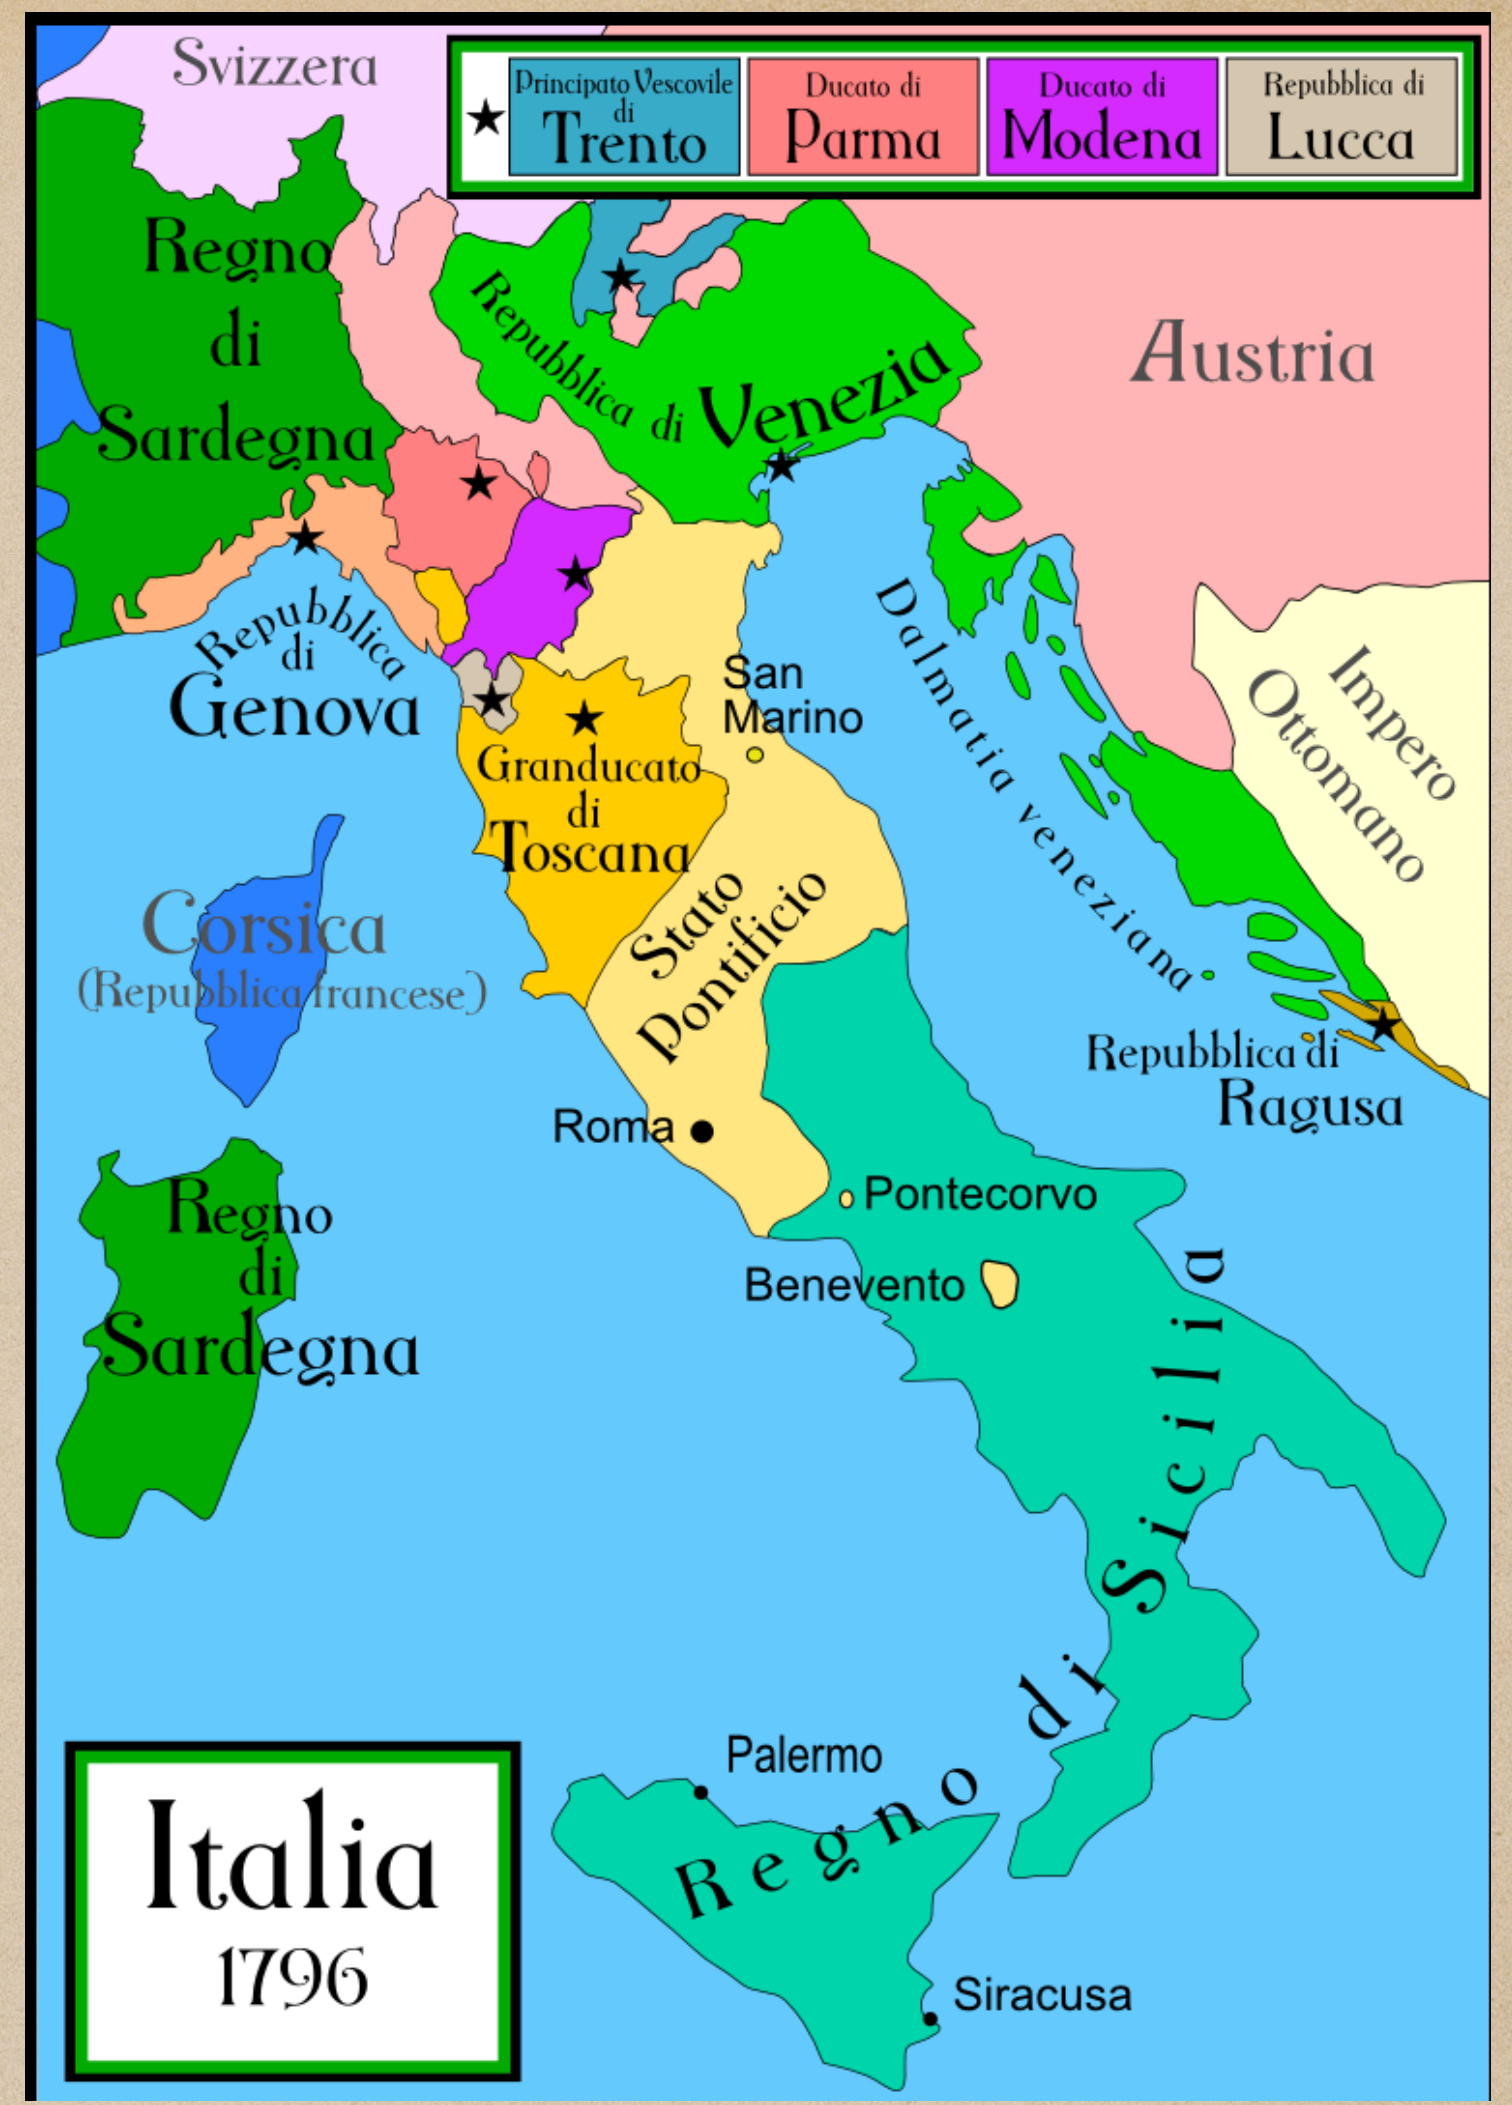 Svizzera
Principato Vescovile
di
Trento
Ducato di
Parma
Ducato di
Modena
Repubblica di
Lucca
Regno
di
Sardegna
Repubblica di Venezia
Austria
Repubblica
di
Genova
San
Marino
Dalmatia veneziana
Impero
Ottomano
Granducato
di
Toscana
Stato
Pontificio
Corsica
(Repubblica francese)
Repubblica di
Ragusa
Roma
Pontecorvo
Benevento
Regno
di
Sardegna
Regno di Sicilia
Palermo
Siracusa
Italia
1796